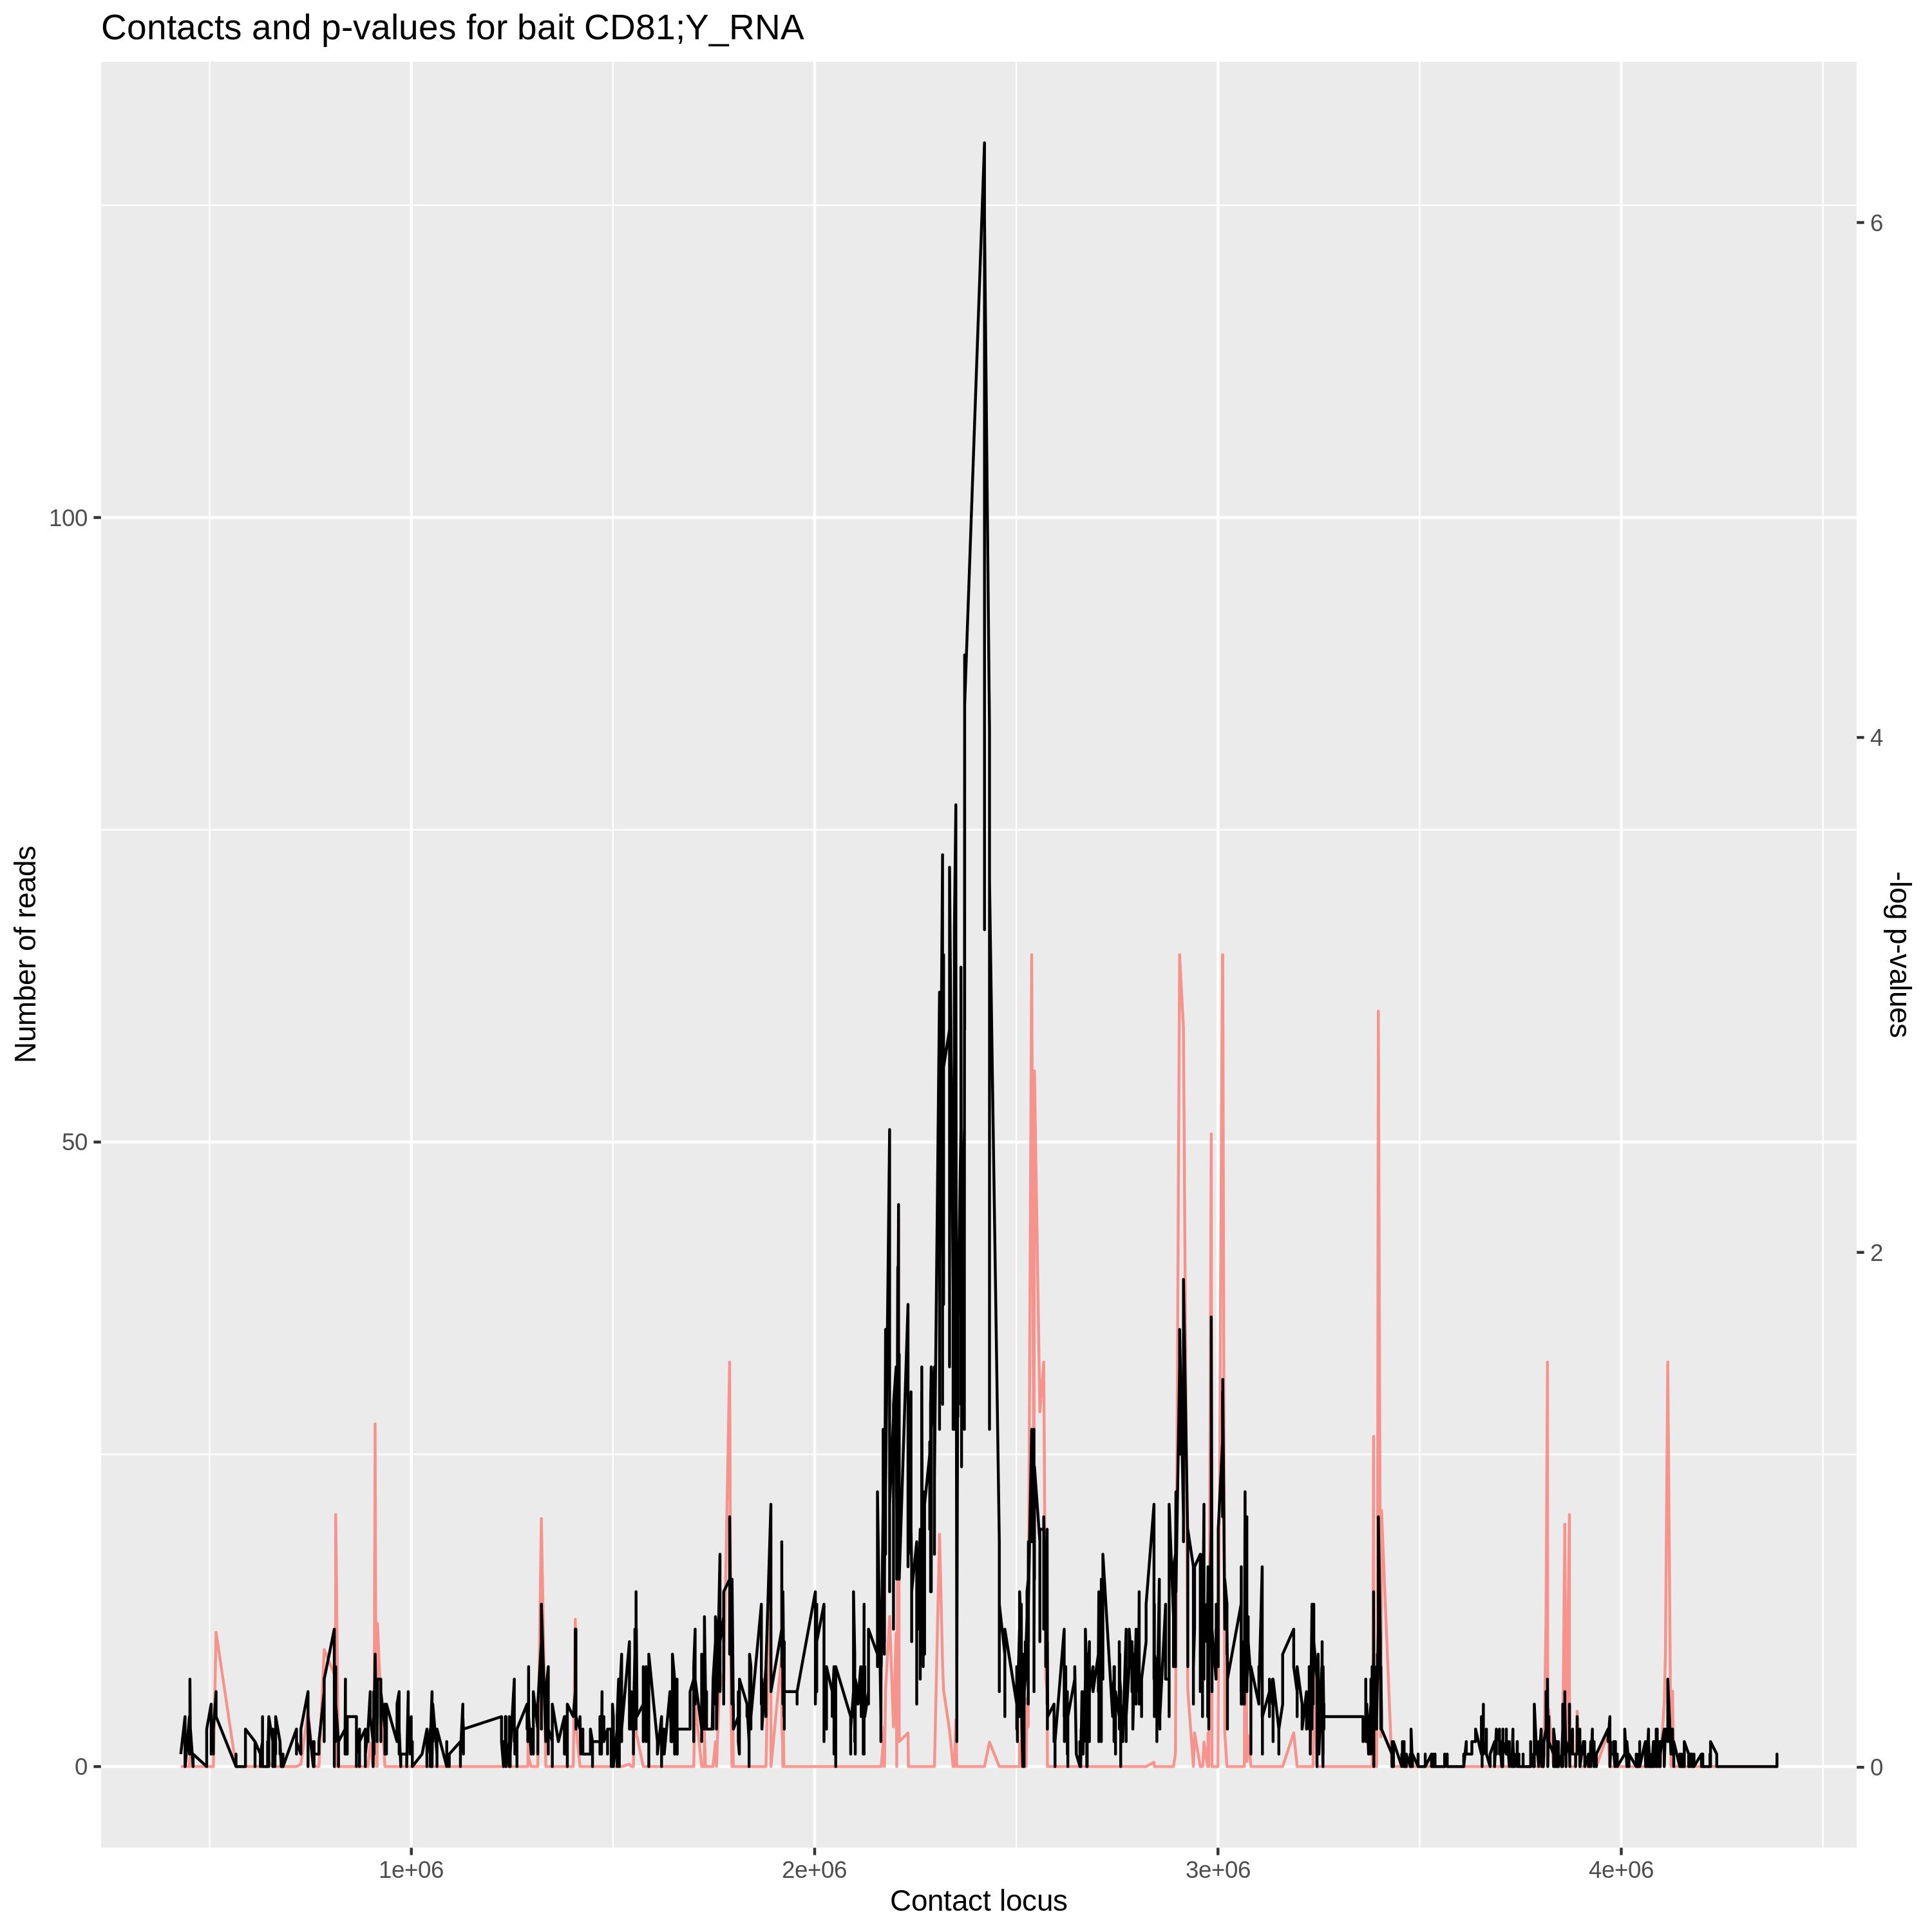 Contacts and p-values for bait CD81;Y_RNA
Number of reads
100
50
0
6
4
2
0
-log p-values
1e+06
2e+06
3e+06
4e+06
Contact locus